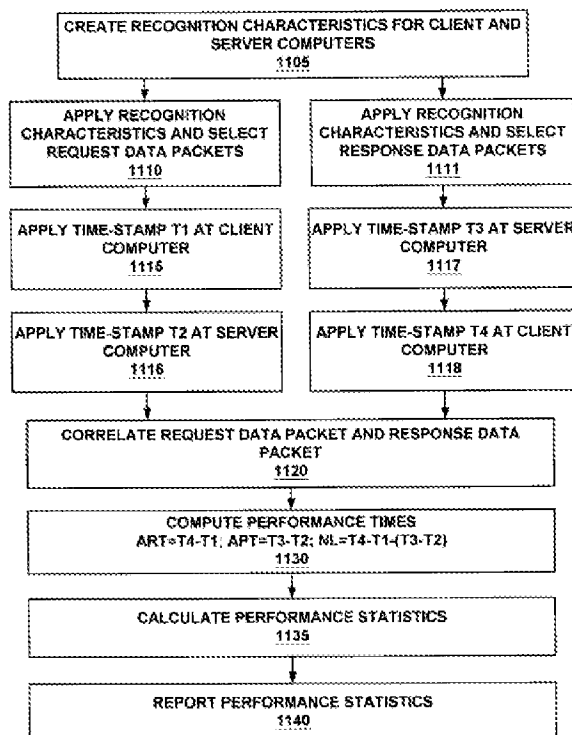 CREATE RECOGNITION CHARACTERISTICS FOR CLIENT AND
SERVER COMPUTERS
1105
APPLY RECOGNITION
CHARACTERISTICS AND SELECT
REQUEST DATA PACKETS
1110
APPLY RECOGNITION
CHARACTERISTICS AND SELECT
RESPONSE DATA PACKETS
1111
APPLY TIME-STAMP T1 AT CLIENT
COMPUTER
1115
APPLY TIME-STAMP T3 AT SERVER
COMPUTER
1117
APPLY TIME-STAMP T2 AT SERVER
COMPUTER
1116
APPLY TIME-STAMP T4 AT CLIENT
COMPUTER
1118
CORRELATE REQUEST DATA PACKET AND RESPONSE DATA
PACKET
1120
COMPUTE PERFORMANCE TIMES
ART=T4-T1; APT=T3-T2; NL=T4-T1-(T3-T2)
1130
CALCULATE PERFORMANCE STATISTICS
1135
REPORT PERFORMANCE STATISTICS
1140